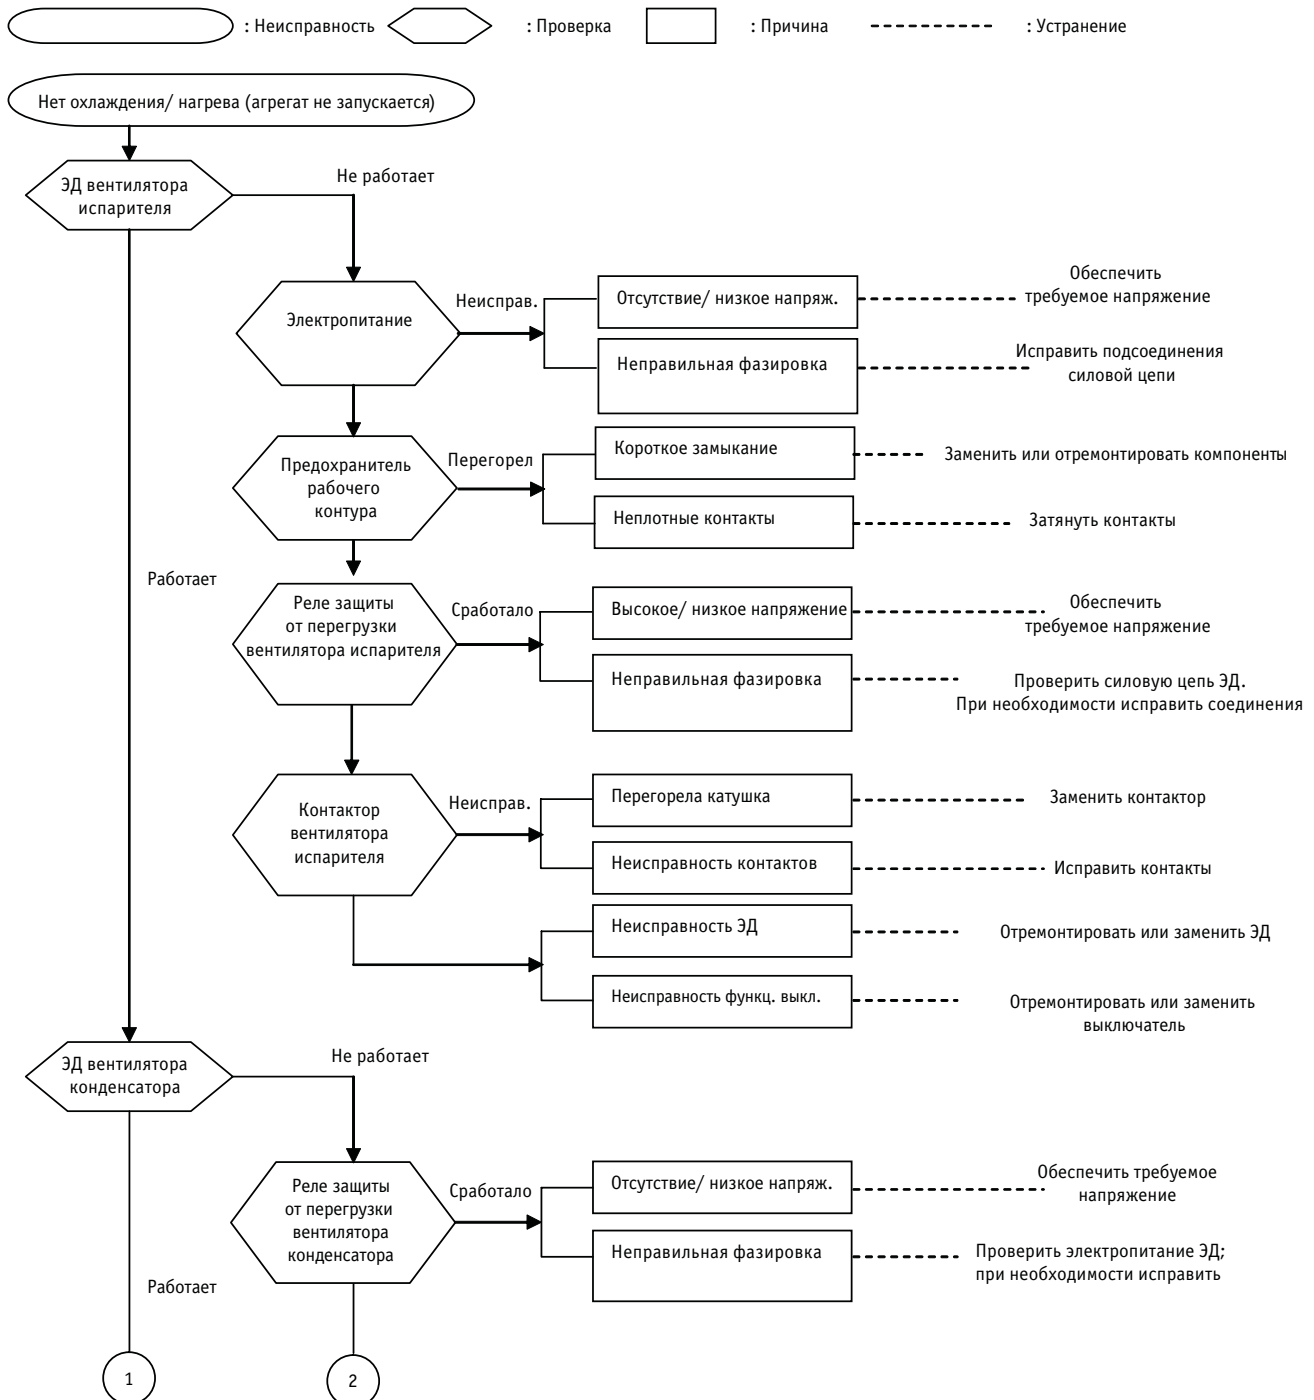 : Неисправность
: Проверка
: Причина
: Устранение
Нет охлаждения/ нагрева (агрегат не запускается)
ЭД вентилятора
испарителя
Не работает
Электропитание
Неисправ.
Отсутствие/ низкое напряж.
Обеспечить
требуемое напряжение
Неправильная фазировка
Исправить подсоединения
силовой цепи
Предохранитель
рабочего
контура
Перегорел
Короткое замыкание
Заменить или отремонтировать компоненты
Неплотные контакты
Затянуть контакты
Работает
Реле защиты
от перегрузки
вентилятора испарителя
Сработало
Высокое/ низкое напряжение
Обеспечить
требуемое напряжение
Неправильная фазировка
Проверить силовую цепь ЭД.
При необходимости исправить соединения
Контактор
вентилятора
испарителя
Неисправ.
Перегорела катушка
Заменить контактор
Неисправность контактов
Исправить контакты
Неисправность ЭД
Отремонтировать или заменить ЭД
Неисправность функц. выкл.
Отремонтировать или заменить
выключатель
ЭД вентилятора
конденсатора
Не работает
Реле защиты
от перегрузки
вентилятора
конденсатора
Сработало
Отсутствие/ низкое напряж.
Обеспечить требуемое
напряжение
Неправильная фазировка
Проверить электропитание ЭД;
при необходимости исправить
Работает
1
2